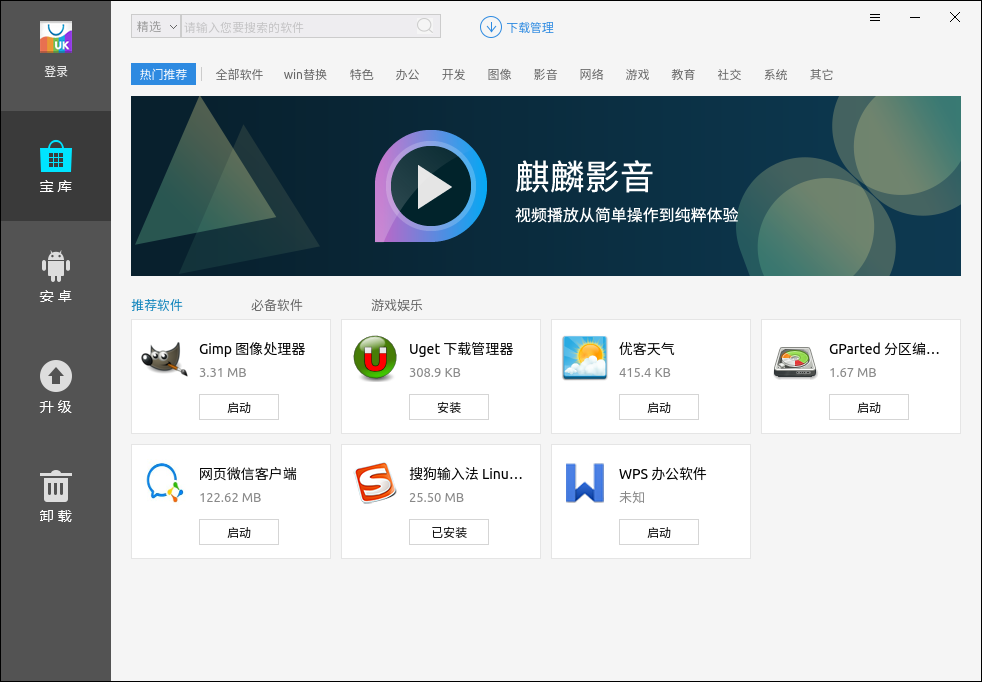 UK
登录
宝 库
安 卓
升 级
卸 载
精选 请输入您要搜索的软件 下载管理
热门推荐 全部软件 win替换 特色 办公 开发 图像 影音 网络 游戏 教育 社交 系统 其它
麒麟影音
视频播放从简单操作到纯粹体验
推荐软件 必备软件 游戏娱乐
Gimp 图像处理器
3.31 MB
启动
Uget 下载管理器
308.9 KB
安装
优客天气
415.4 KB
启动
GParted 分区编...
1.67 MB
启动
网页微信客户端
122.62 MB
启动
搜狗输入法 Linu...
25.50 MB
已安装
WPS 办公软件
未知
启动